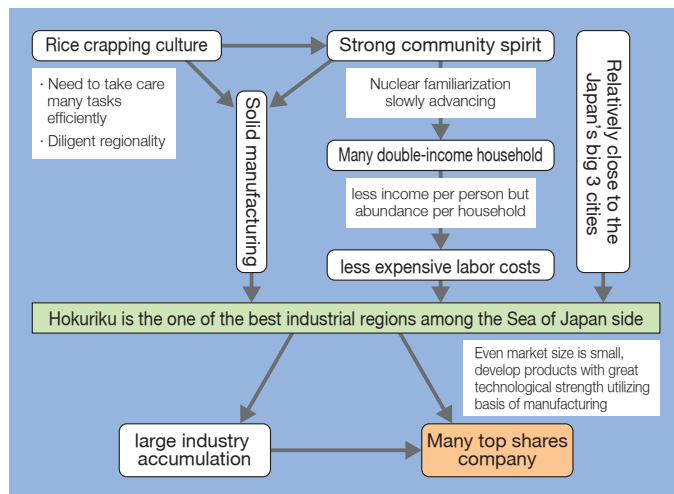 Rice crapping culture
Strong community spirit
· Need to take care
many tasks
efficiently
· Diligent regionality
Solid manufacturing
Nuclear familiarization
slowly advancing
Many double-income household
less income per person but
abundance per household
less expensive labor costs
Relatively close to the
Japan's big 3 cities
Hokuriku is the one of the best industrial regions among the Sea of Japan side
Even market size is small,
develop products with great
technological strength utilizing
basis of manufacturing
large industry
accumulation
Many top shares
company